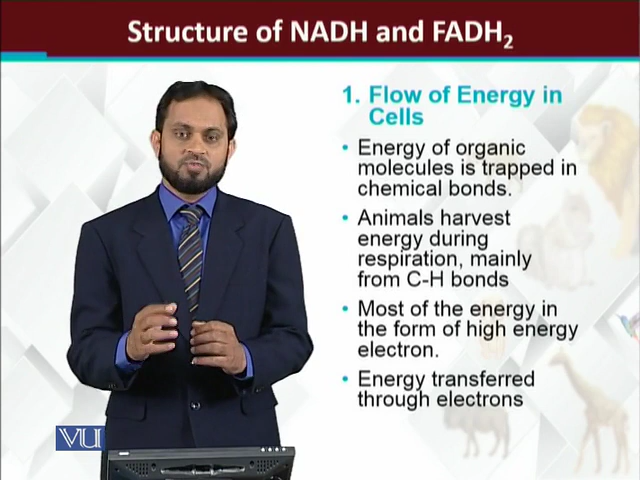 Structure of NADH and FADH₂
1. Flow of Energy in
Cells
• Energy of organic
molecules is trapped in
chemical bonds.
• Animals harvest
energy during
respiration, mainly
from C-H bonds
• Most of the energy in
the form of high energy
electron.
• Energy transferred
through electrons
VU